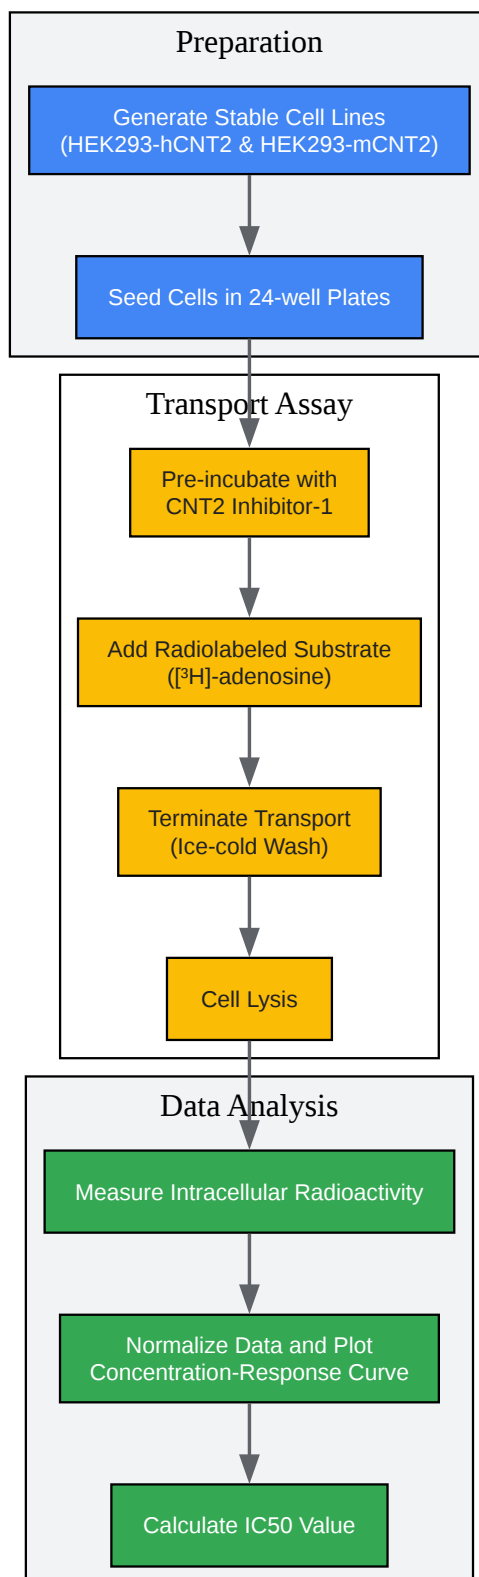 Preparation
Generate Stable Cell Lines
(HEK293-hCNT2 & HEK293-mCNT2)
Seed Cells in 24-well Plates
Transport Assay
Pre-incubate with
CNT2 Inhibitor-1
Add Radiolabeled Substrate
([³H]-adenosine)
Terminate Transport
(Ice-cold Wash)
Cell Lysis
Data Analysis
Measure Intracellular Radioactivity
Normalize Data and Plot
Concentration-Response Curve
Calculate IC50 Value